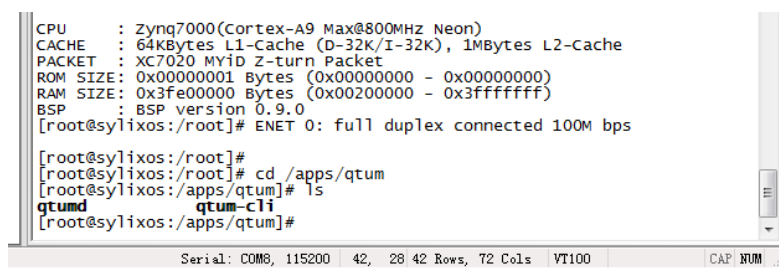 CPU     : Zynq7000(Cortex-A9 Max@800MHz Neon)
CACHE   : 64KBytes L1-Cache (D-32K/I-32K), 1MBytes L2-Cache
PACKET  : XC7020 MYiD Z-turn Packet
ROM SIZE: 0x00000001 Bytes (0x00000000 - 0x00000000)
RAM SIZE: 0x3fe00000 Bytes (0x00200000 - 0x3fffffff)
BSP     : BSP version 0.9.0
[root@sylixos:/root]# ENET 0: full duplex connected 100M bps
[root@sylixos:/root]#
[root@sylixos:/root]# cd /apps/qtum
[root@sylixos:/apps/qtum]# ls
qtumd           qtum-cli
[root@sylixos:/apps/qtum]#
Serial: COM8, 115200  42,  28  42 Rows, 72 Cols  VT100  CAP  NUM